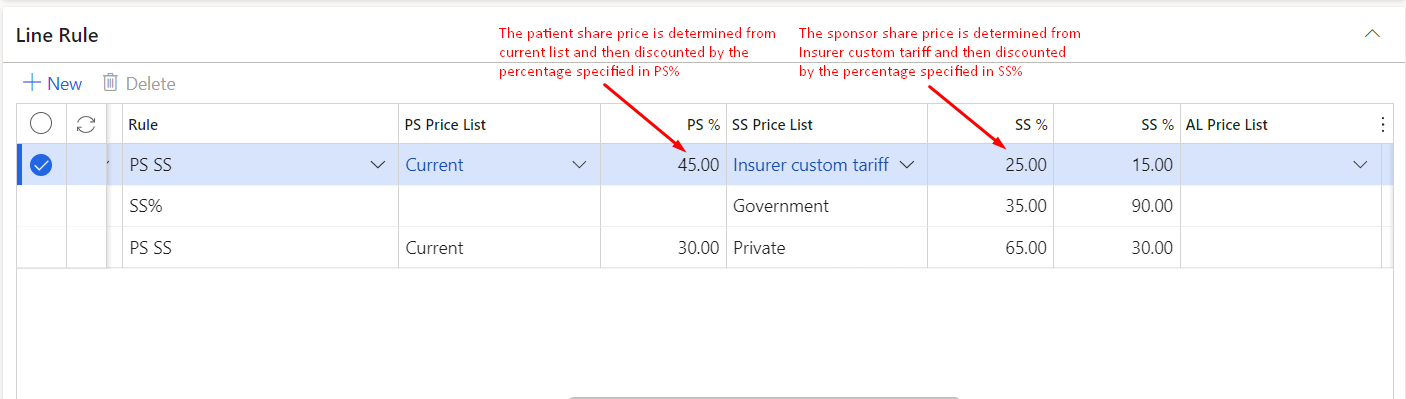 Line Rule
The patient share price is determined from
current list and then discounted by the
percentage specified in PS%
The sponsor share price is determined from
Insurer custom tariff and then discounted
by the percentage specified in SS%
New Delete
Rule PS Price List PS % SS Price List SS % SS % AL Price List
PS SS Current 45.00 Insurer custom tariff 25.00 15.00
SS% Government 35.00 90.00
PS SS Current 30.00 Private 65.00 30.00